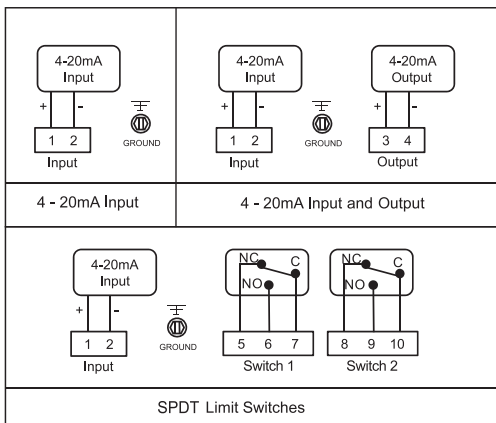 4-20mA
Input
+ -
1 2
Input
GROUND
4 - 20mA Input
4-20mA
Input
+ -
1 2
Input
GROUND
4-20mA
Output
+ -
3 4
Output
4 - 20mA Input and Output
4-20mA
Input
+ -
1 2
Input
GROUND
NC C
NO
5 6 7
Switch 1
NC C
NO
8 9 10
Switch 2
SPDT Limit Switches